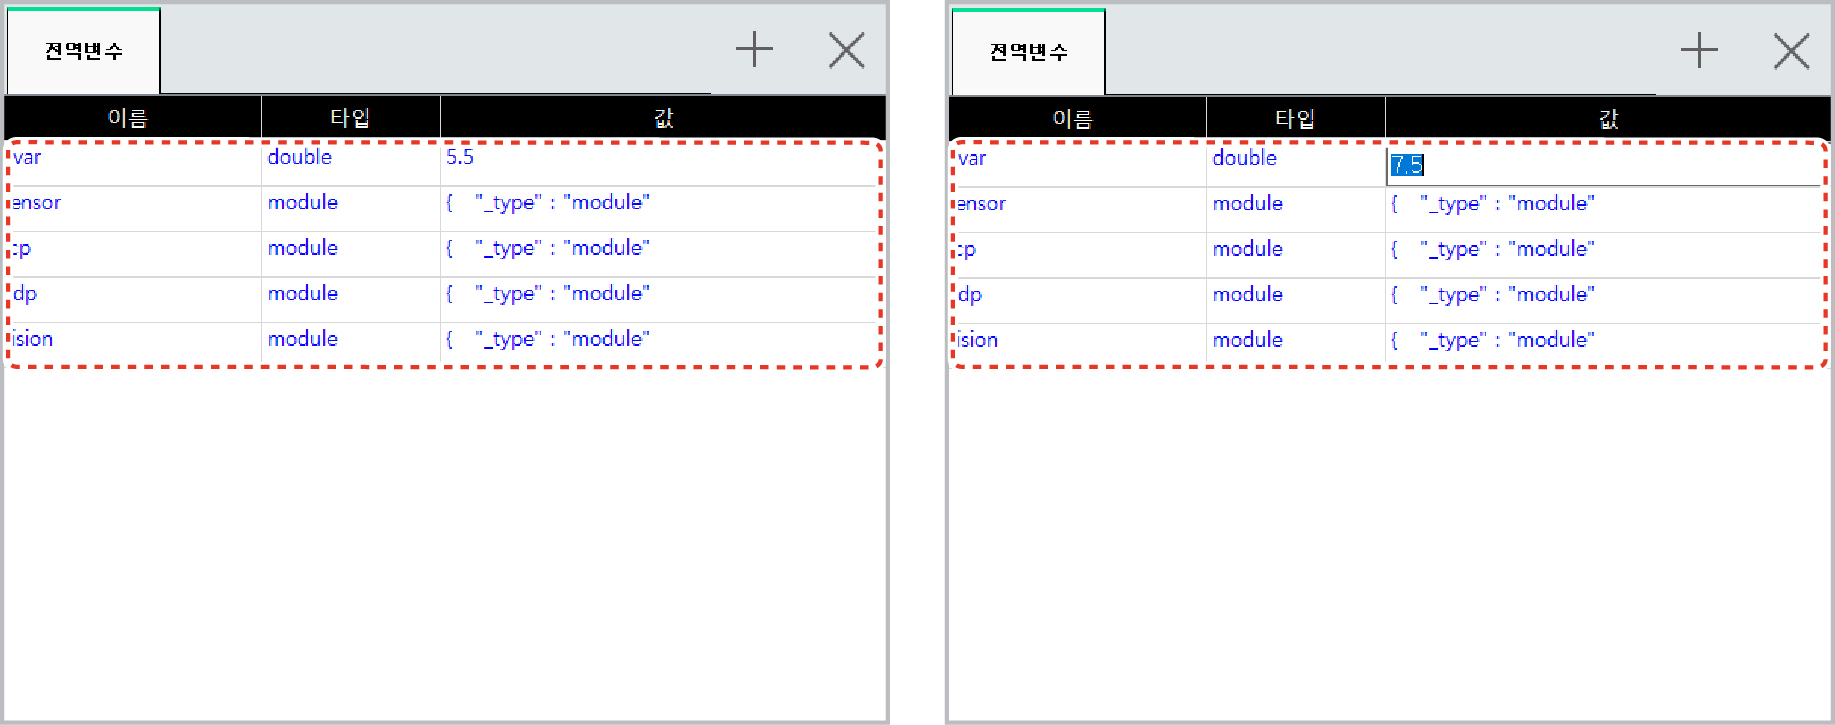 전역변수
이름 타입 값
var double 5.5
ensor module { "_type" : "module"
cp module { "_type" : "module"
dp module { "_type" : "module"
ision module { "_type" : "module"
전역변수
이름 타입 값
var double 7.5
ensor module { "_type" : "module"
cp module { "_type" : "module"
dp module { "_type" : "module"
ision module { "_type" : "module"